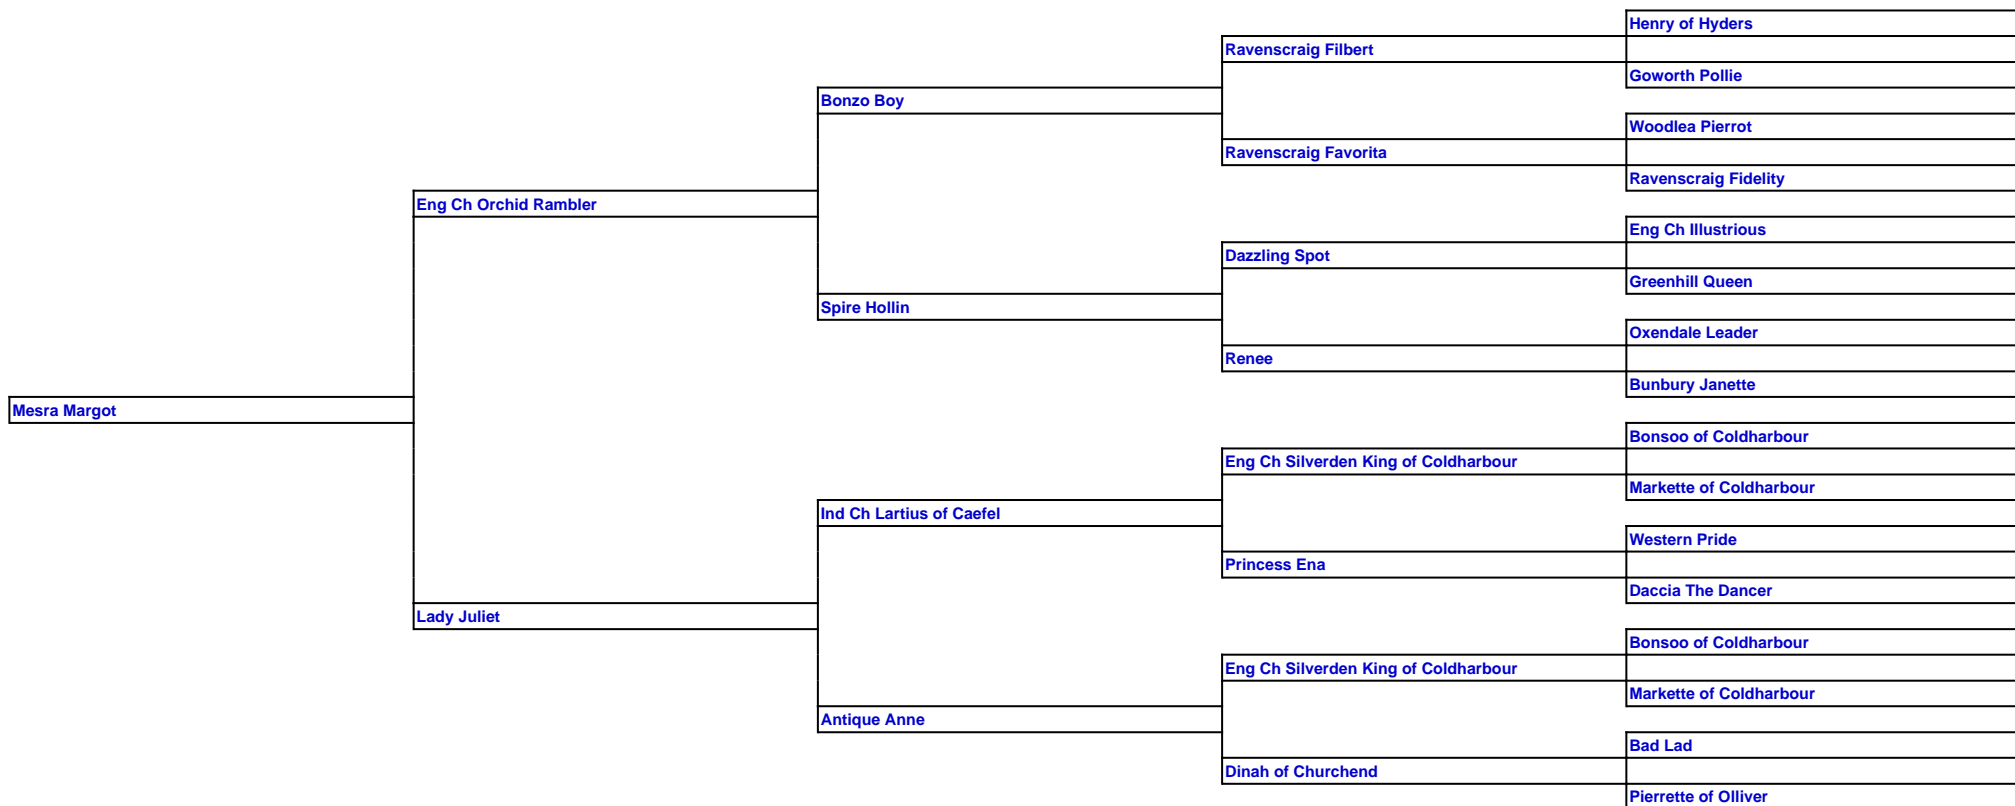 Henry of Hyders
Ravenscraig Filbert
Goworth Pollie
Bonzo Boy
Woodlea Pierrot
Ravenscraig Favorita
Ravenscraig Fidelity
Eng Ch Orchid Rambler
Eng Ch Illustrious
Dazzling Spot
Greenhill Queen
Spire Hollin
Oxendale Leader
Renee
Bunbury Janette
Mesra Margot
Bonsoo of Coldharbour
Eng Ch Silverden King of Coldharbour
Markette of Coldharbour
Ind Ch Lartius of Caefel
Western Pride
Princess Ena
Daccia The Dancer
Lady Juliet
Bonsoo of Coldharbour
Eng Ch Silverden King of Coldharbour
Markette of Coldharbour
Antique Anne
Bad Lad
Dinah of Churchend
Pierrette of Olliver